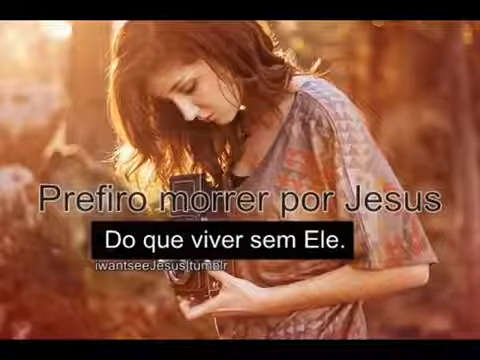 Prefiro morrer por Jesus
Do que viver sem Ele.
iwantseeJesus|tumblr